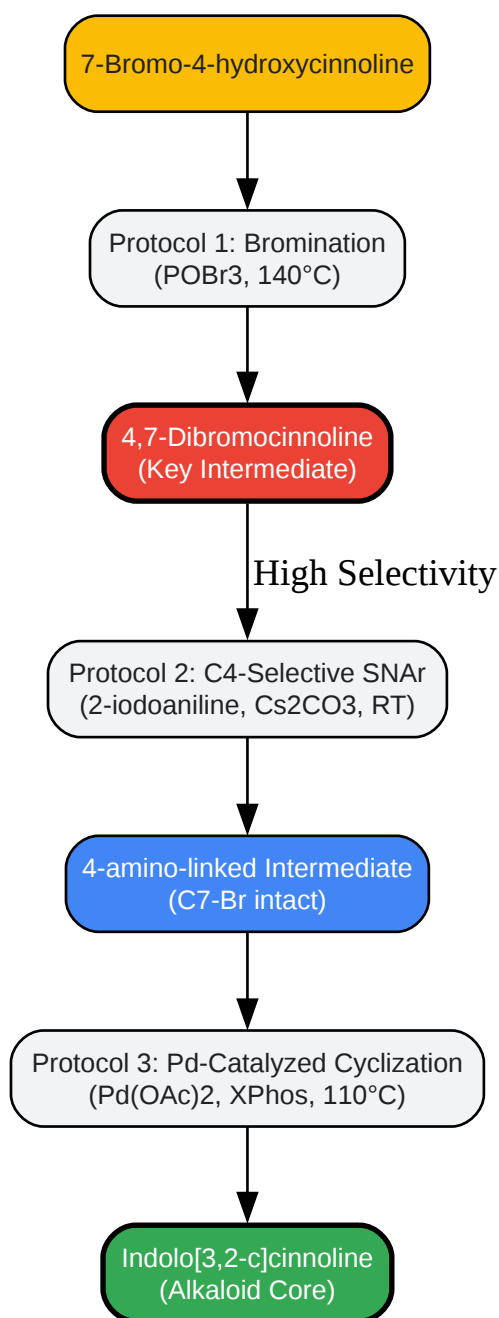 7-Bromo-4-hydroxycinnoline
Protocol 1: Bromination
(POBr3, 140°C)
4,7-Dibromocinnoline
(Key Intermediate)
High Selectivity
Protocol 2: C4-Selective SNAr
(2-iodoaniline, Cs2CO3, RT)
4-amino-linked Intermediate
(C7-Br intact)
Protocol 3: Pd-Catalyzed Cyclization
(Pd(OAc)2, XPhos, 110°C)
Indolo[3,2-c]cinnoline
(Alkaloid Core)